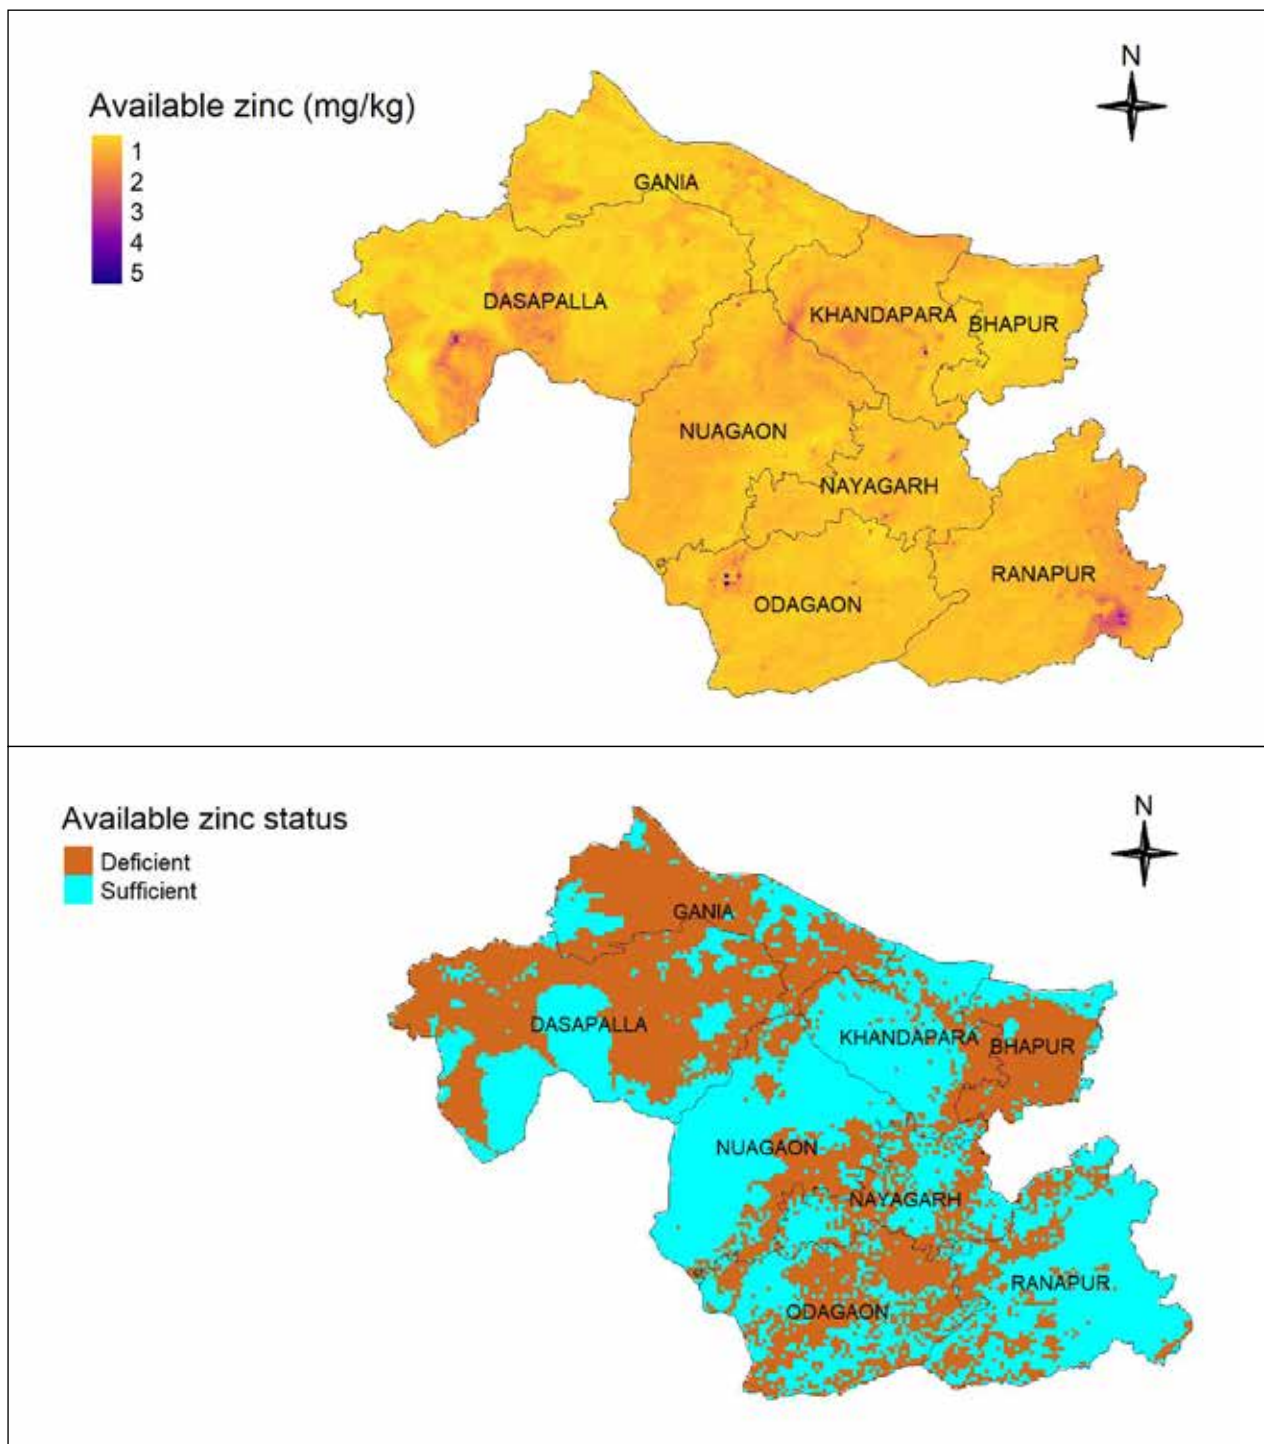 N
Available zinc (mg/kg)
1
2
3
4
5
GANIA
DASAPALLA
KHANDAPARA
BHAPUR
NUAGAON
NAYAGARH
RANAPUR
ODAGAON
N
Available zinc status
Deficient
Sufficient
GANIA
DASAPALLA
KHANDAPARA
BHAPUR
NUAGAON
NAYAGARH
RANAPUR
ODAGAON